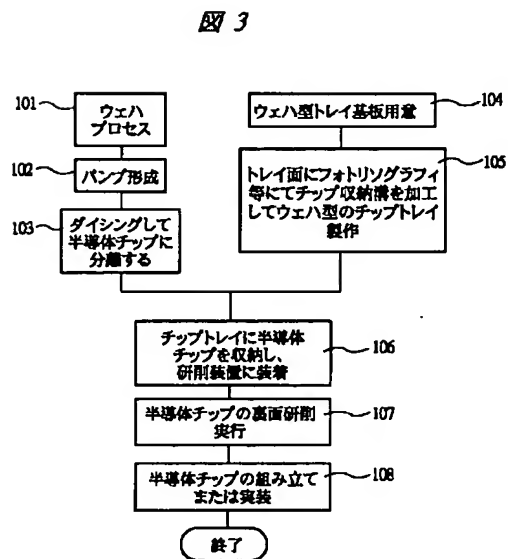 図 3
101
ウェハ
プロセス
102
バンプ形成
103
ダイシングして
半導体チップに
分離する
ウェハ型トレイ基板用意
104
トレイ面にフォトリソグラフィ
等にてチップ収納溝を加工
してウェハ型のチップトレイ
製作
105
チップトレイに半導体
チップを収納し、
研削装置に装着
106
半導体チップの裏面研削
実行
107
半導体チップの組み立て
または実装
108
終了